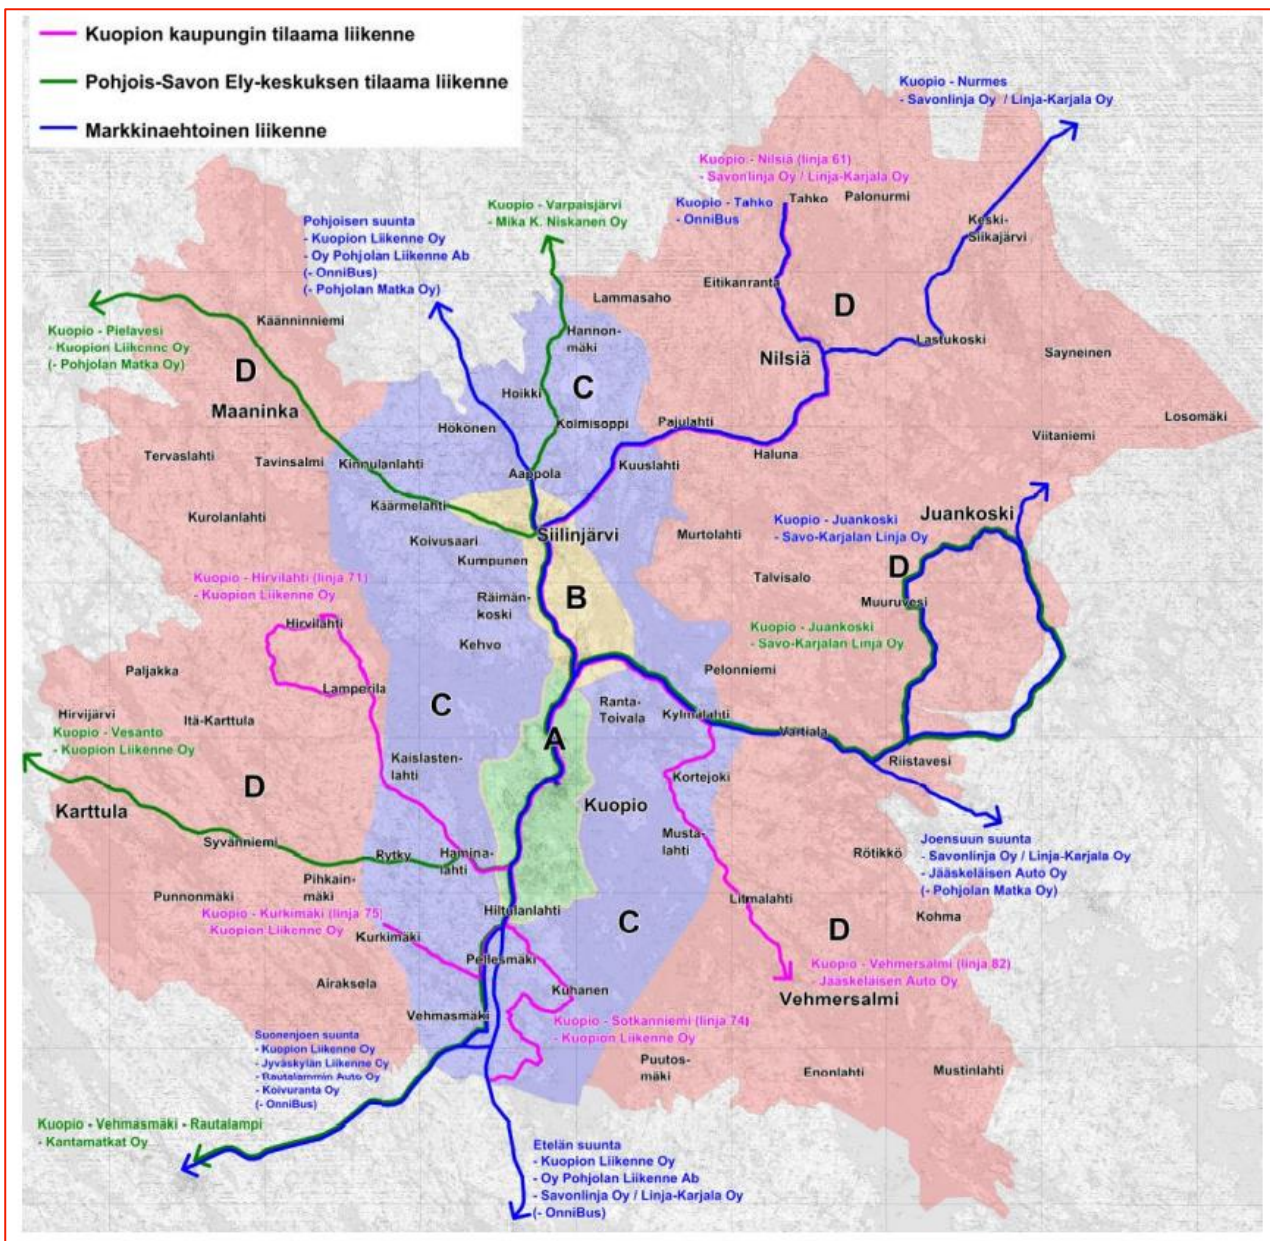 Kuopion kaupungin tilaama liikenne
Pohjois-Savon Ely-keskuksen tilaama liikenne
Markkinaehtoinen liikenne
Kuopio - Nurmes
- Savonlinja Oy / Linja-Karjala Oy
Kuopio - Nilsiä (linja 61)
- Savonlinja Oy / Linja-Karjala Oy
Kuopio - Tahko
- OnniBus
Tahko
Palonurmi
Kuopio - Varpaisjärvi
- Mika K. Niskanen Oy
Pohjoisen suunta
- Kuopion Liikenne Oy
- Oy Pohjolan Liikenne Ab
(- OnniBus)
(- Pohjolan Matka Oy)
Keski-
Siikajärvi
Eitikanranta
Lammasaho
D
Käänninniemi
Kuopio - Pielavesi
- Kuopion Liikenne Oy
(- Pohjolan Matka Oy)
Hannon-
mäki
Lastukoski
Nilsiä
Sayneinen
D
Maaninka
Hoikki
C
Kolmisoppi
Hökönen
Pajulahti
Losomäki
Viitaniemi
Tervaslahti
Tavinsalmi
Kinnulanlahti
Aappola
Kuuslahti
Haluna
Käärmelahti
Kurolanlahti
Siilinjärvi
Koivusaari
Kumpunen
Murtolahti
Juankoski
Kuopio - Juankoski
- Savo-Karjalan Linja Oy
D
Talvisalo
Muuruvesi
Kuopio - Hirvilahti (linja 71)
- Kuopion Liikenne Oy
Räimän-
koski
B
Hirvilahti
Kehvo
Kuopio - Juankoski
- Savo-Karjalan Linja Oy
Paljakka
Lamperila
Pelonniemi
Hirvijärvi
Itä-Karttula
C
Ranta-
Toivala
Kylmälahti
Kuopio - Vesanto
- Kuopion Liikenne Oy
A
Vartiala
Kaislasten-
lahti
Kortejoki
Riistavesi
D
Karttula
Kuopio
Syvänniemi
Musta-
lahti
Joensuun suunta
- Savonlinja Oy / Linja-Karjala Oy
- Jääskeläisen Auto Oy
(- Pohjolan Matka Oy)
Rytky
Hamina-
lahti
Rötikkö
Pihkain-
mäki
Punnonmäki
Litmalahti
Kuopio - Kurkimäki (linja 75)
Kuopion Liikenne Oy
Hiltulanlahti
C
D
Kohma
Kurkimäki
Pellesmäki
Kuopio - Vehmersalmi (linja 82)
- Jääskeläisen Auto Oy
Airaksela
Kuhanen
Vehmersalmi
Vehmasmäki
Kuopio - Sotkanniemi (linja 74)
- Kuopion Liikenne Oy
Suonenjoen suunta
- Kuopion Liikenne Oy
- Jyväskylän Liikenne Oy
- Rautalammin Auto Oy
- Koivuranta Oy
(- OnniBus)
Puutos-
mäki
Enonlahti
Mustinlahti
Kuopio - Vehmasmäki - Rautalampi
- Kantamatkat Oy
Etelän suunta
- Kuopion Liikenne Oy
- Oy Pohjolan Liikenne Ab
- Savonlinja Oy / Linja-Karjala Oy
(- OnniBus)